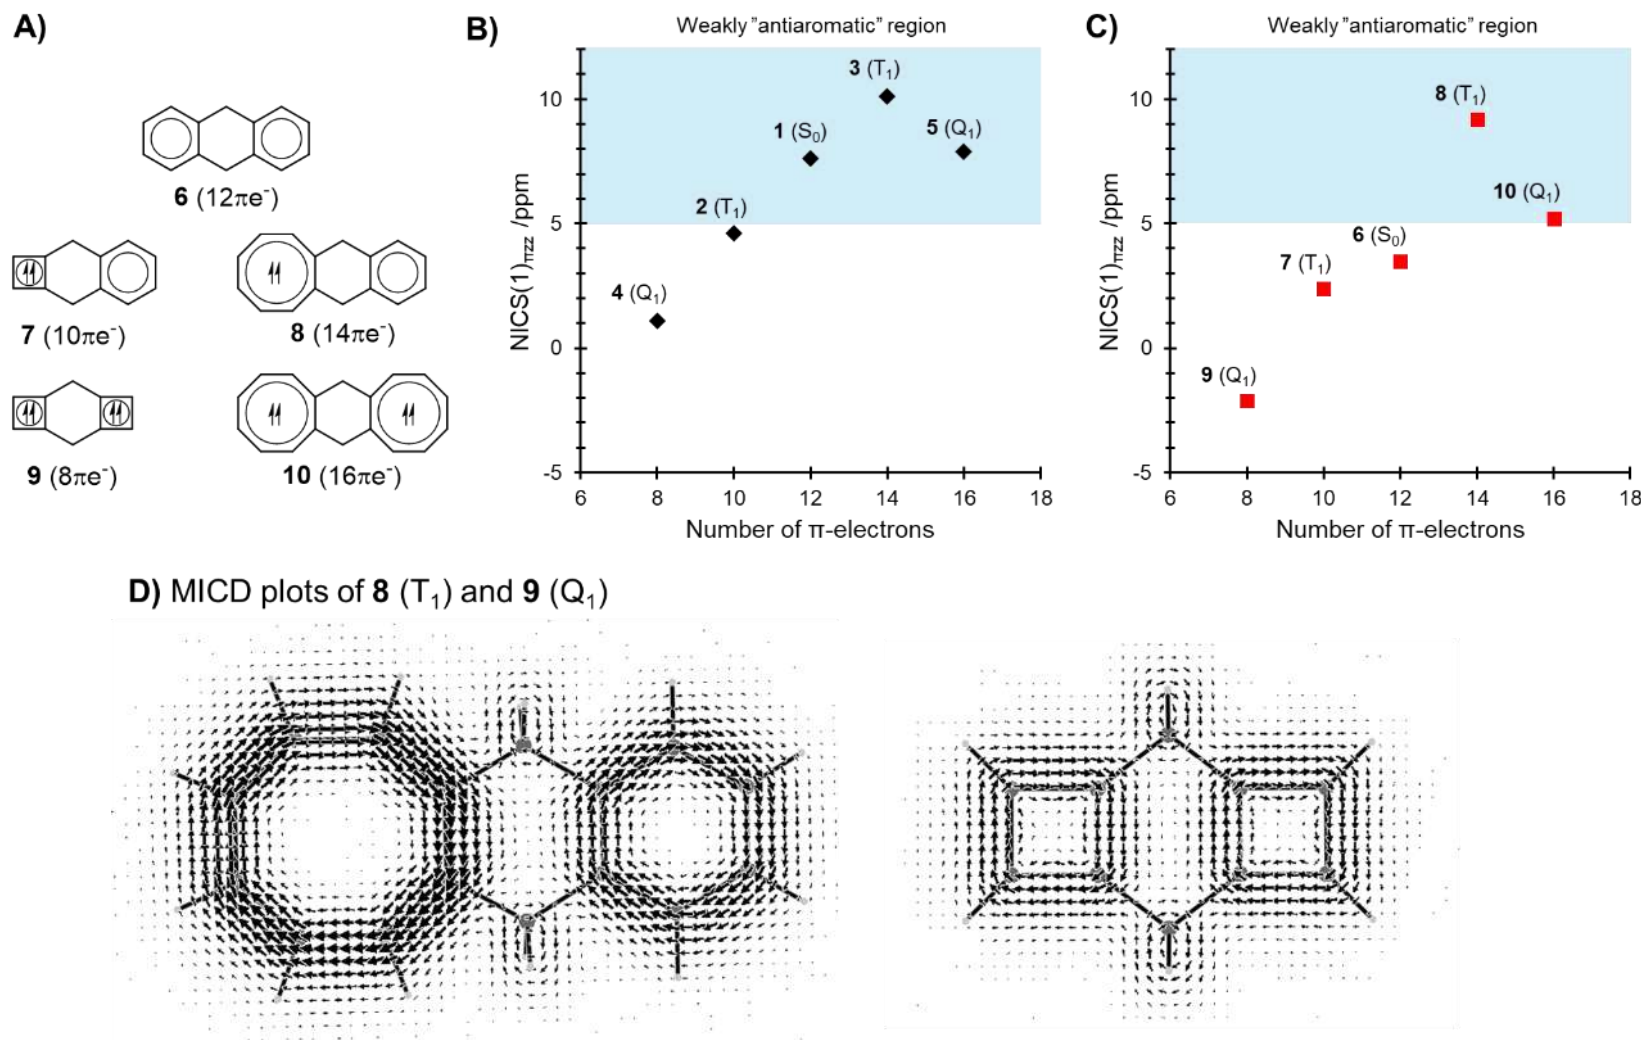 A)
6 (12πe⁻)
7 (10πe⁻)
8 (14πe⁻)
9 (8πe⁻)
10 (16πe⁻)
B)
Weakly "antiaromatic" region
NICS(1)πzz /ppm
10
5
0
-5
6 8 10 12 14 16 18
Number of π-electrons
3 (T₁)
1 (S₀)
5 (Q₁)
2 (T₁)
4 (Q₁)
C)
Weakly "antiaromatic" region
NICS(1)πzz /ppm
10
5
0
-5
6 8 10 12 14 16 18
Number of π-electrons
8 (T₁)
10 (Q₁)
6 (S₀)
7 (T₁)
9 (Q₁)
D) MICD plots of 8 (T₁) and 9 (Q₁)